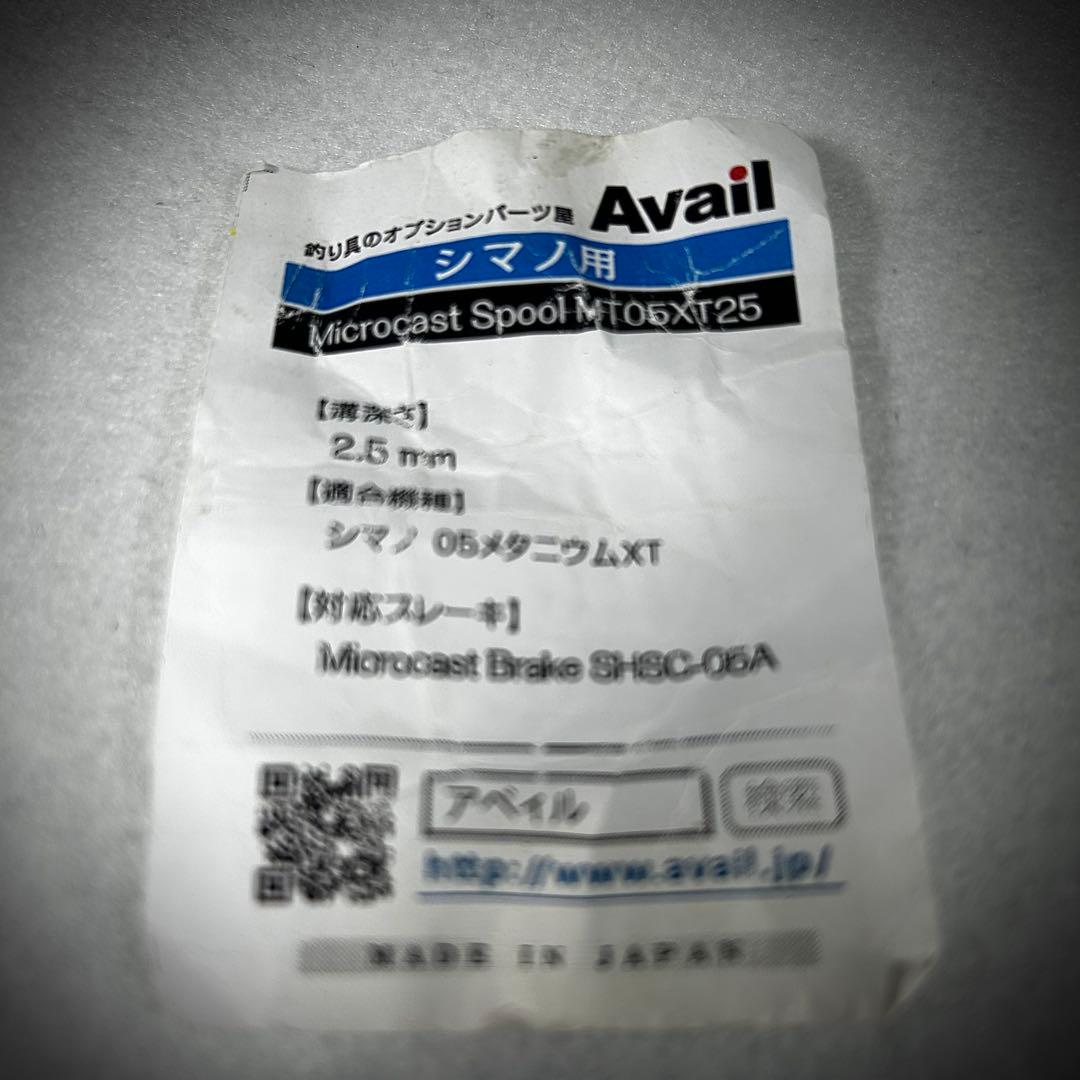 釣り具のオプションパーツ屋 Avail
シマノ用
Microcast Spool MT05XT25
【溝深さ】
2.5 mm
【適合機種】
シマノ 05メタニウムXT
【対応ブレーキ】
Microcast Brake SHSC-05A
アベイル 検索
http://www.avail.jp/
MADE IN JAPAN